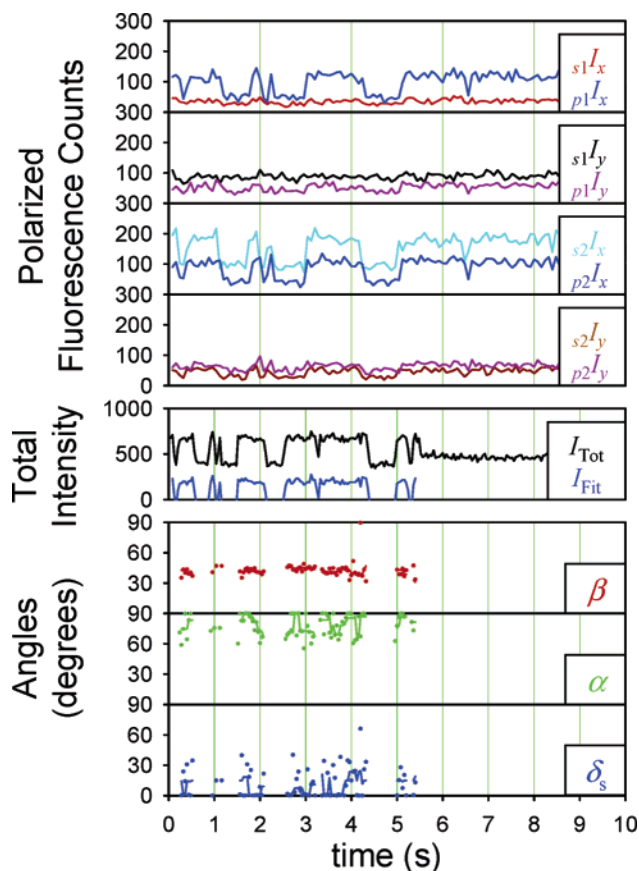 Polarized
Fluorescence Counts
300
200
100
300
s1Ix
p1Ix
200
100
300
s1Iy
p1Iy
200
100
300
s2Ix
p2Ix
200
100
0
s2Iy
p2Iy
Total
Intensity
1000
500
0
ITot
IFit
Angles
(degrees)
90
60
30
90
β
60
30
90
α
60
30
0
δs
0 1 2 3 4 5 6 7 8 9 10
time (s)